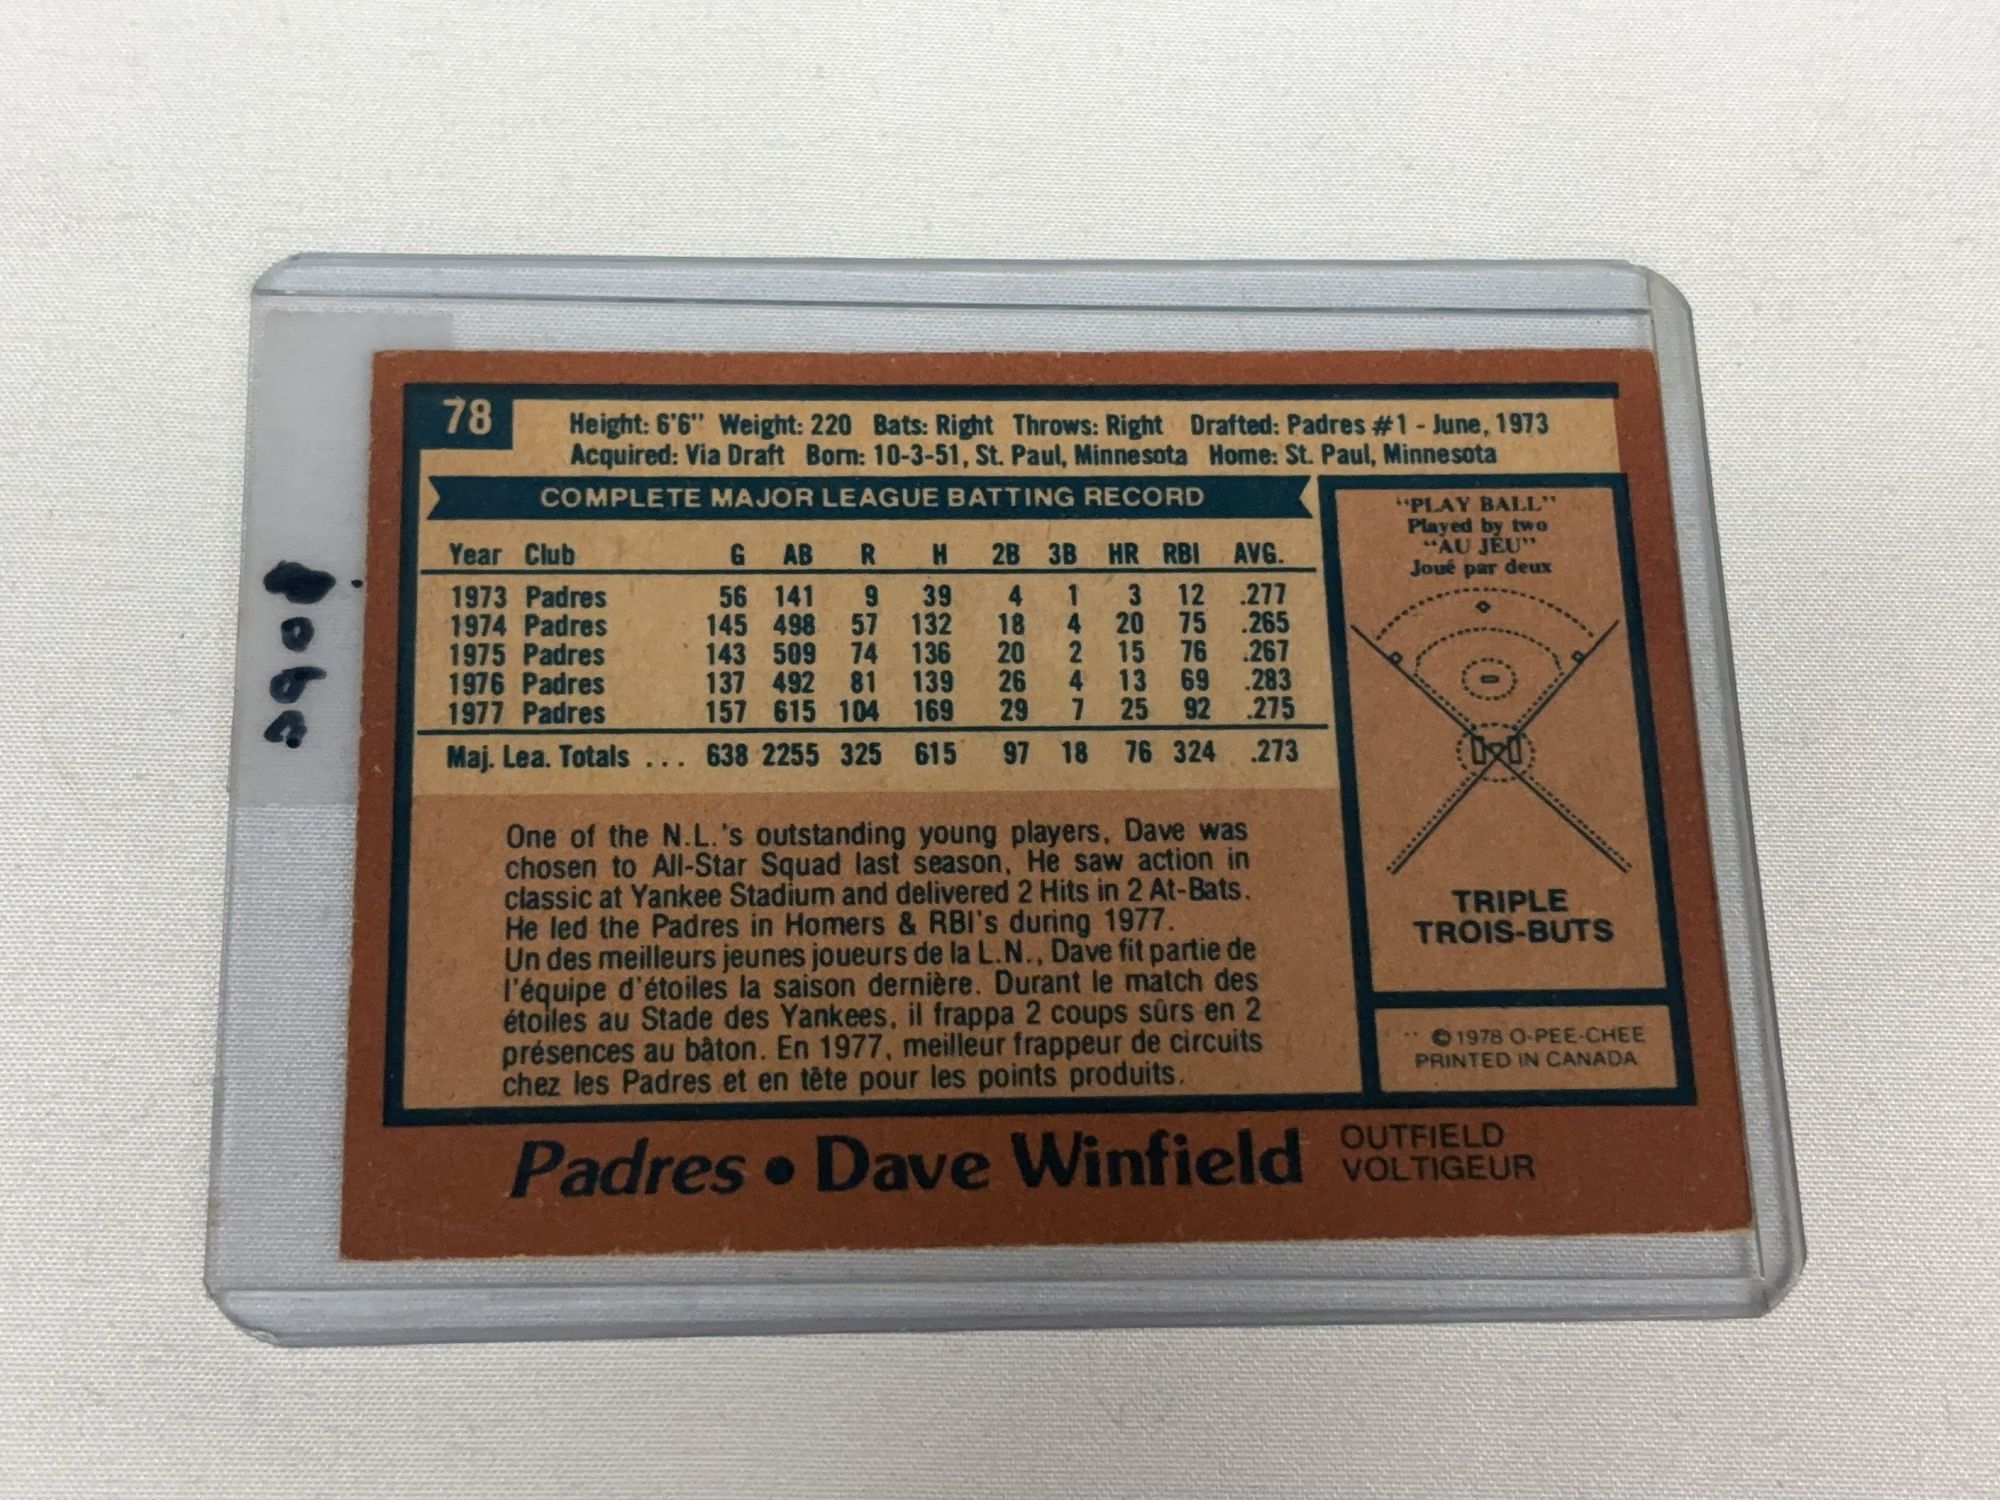 78
Height: 6'6" Weight: 220 Bats: Right Throws: Right Drafted: Padres #1 - June, 1973
Acquired: Via Draft Born: 10-3-51, St. Paul, Minnesota Home: St. Paul, Minnesota
COMPLETE MAJOR LEAGUE BATTING RECORD
Year Club G AB R H 2B 3B HR RBI AVG.
1973 Padres 56 141 9 39 4 1 3 12 .277
1974 Padres 145 498 57 132 18 4 20 75 .265
1975 Padres 143 509 74 136 20 2 15 76 .267
1976 Padres 137 492 81 139 26 4 13 69 .283
1977 Padres 157 615 104 169 29 7 25 92 .275
Maj. Lea. Totals ... 638 2255 325 615 97 18 76 324 .273
One of the N.L.'s outstanding young players, Dave was
chosen to All-Star Squad last season, He saw action in
classic at Yankee Stadium and delivered 2 Hits in 2 At-Bats.
He led the Padres in Homers & RBI's during 1977.
Un des meilleurs jeunes joueurs de la L.N., Dave fit partie de
l'équipe d'étoiles la saison dernière. Durant le match des
étoiles au Stade des Yankees, il frappa 2 coups sûrs en 2
présences au bâton. En 1977, meilleur frappeur de circuits
chez les Padres et en tête pour les points produits.
"PLAY BALL"
Played by two
"AU JEU"
Joué par deux
TRIPLE
TROIS-BUTS
©1978 O-PEE-CHEE
PRINTED IN CANADA
Padres • Dave Winfield
OUTFIELD
VOLTIGEUR